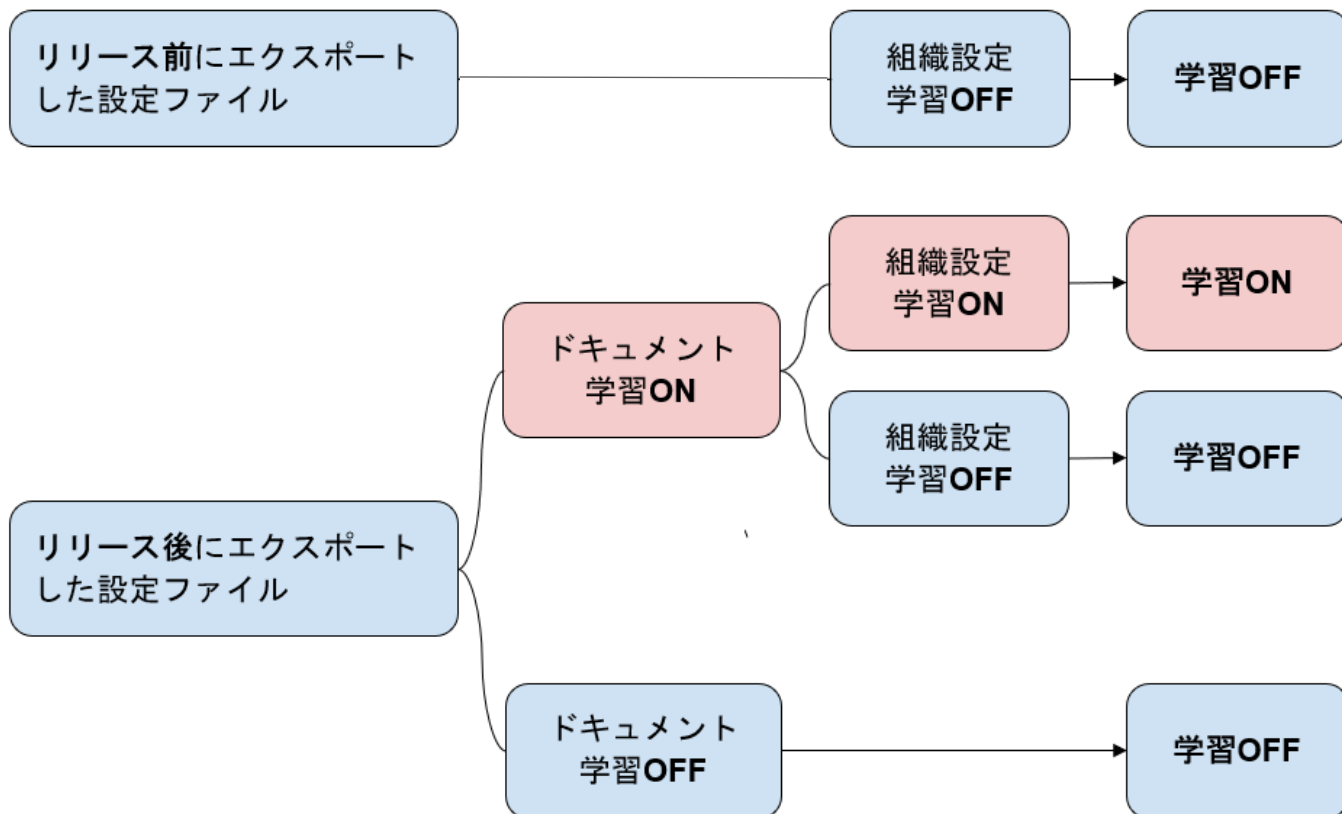 リリース前にエクスポート
した設定ファイル
組織設定
学習OFF
学習OFF
組織設定
学習ON
学習ON
ドキュメント
学習ON
組織設定
学習OFF
学習OFF
リリース後にエクスポート
した設定ファイル
ドキュメント
学習OFF
学習OFF